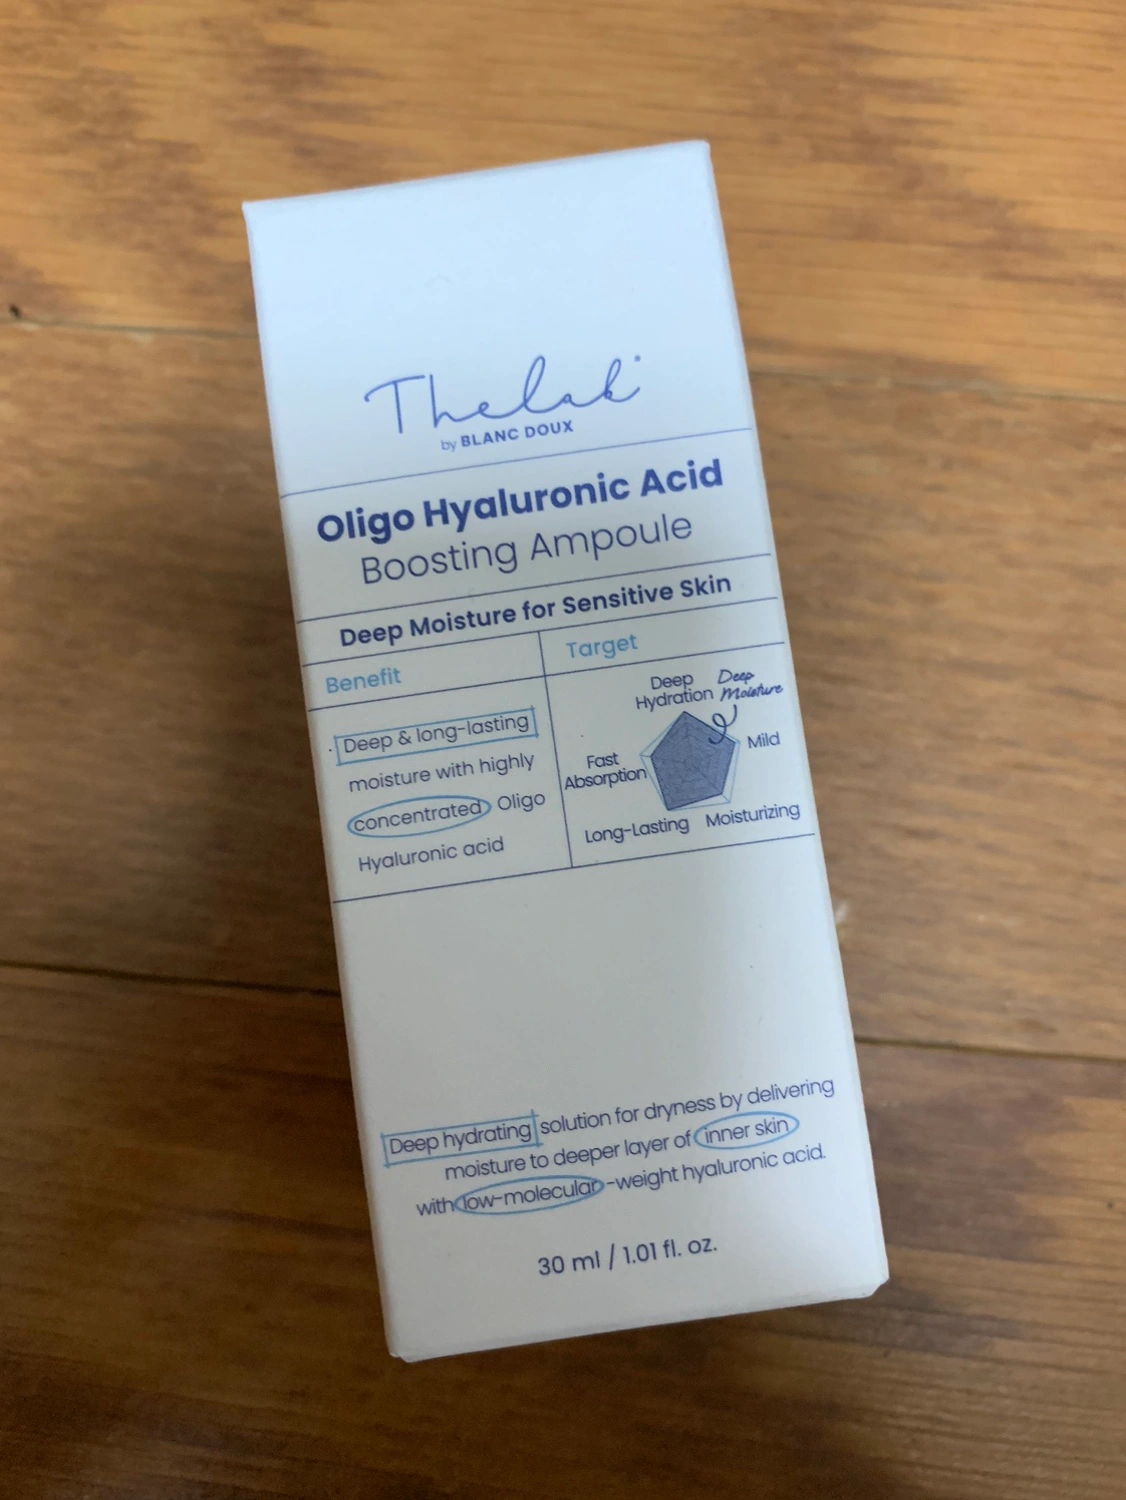 Thelab
by BLANC DOUX
Oligo Hyaluronic Acid
Boosting Ampoule
Deep Moisture for Sensitive Skin
Benefit
Deep & long-lasting
moisture with highly
concentrated Oligo
Hyaluronic acid
Target
Deep
Hydration
Deep
Moisture
Mild
Fast
Absorption
Long-Lasting
Moisturizing
Deep hydrating solution for dryness by delivering
moisture to deeper layer of inner skin
with low-molecular-weight hyaluronic acid.
30 ml / 1.01 fl. oz.